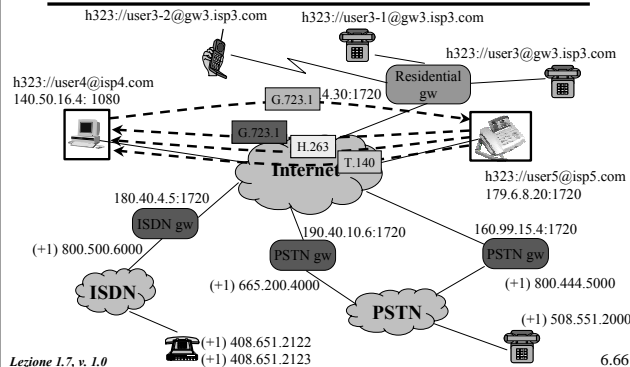 h323://user3-2@gw3.isp3.com
h323://user3-1@gw3.isp3.com
h323://user3@gw3.isp3.com
Residential
gw
h323://user4@isp4.com
140.50.16.4: 1080
G.723.1
4.30:1720
G.723.1
H.263
T.140
Internet
h323://user5@isp5.com
179.6.8.20:1720
180.40.4.5:1720
ISDN gw
190.40.10.6:1720
160.99.15.4:1720
PSTN gw
PSTN gw
(+1) 800.500.6000
(+1) 665.200.4000
(+1) 800.444.5000
ISDN
PSTN
(+1) 508.551.2000
(+1) 408.651.2122
(+1) 408.651.2123
Lezione 1.7, v. 1.0
6.66